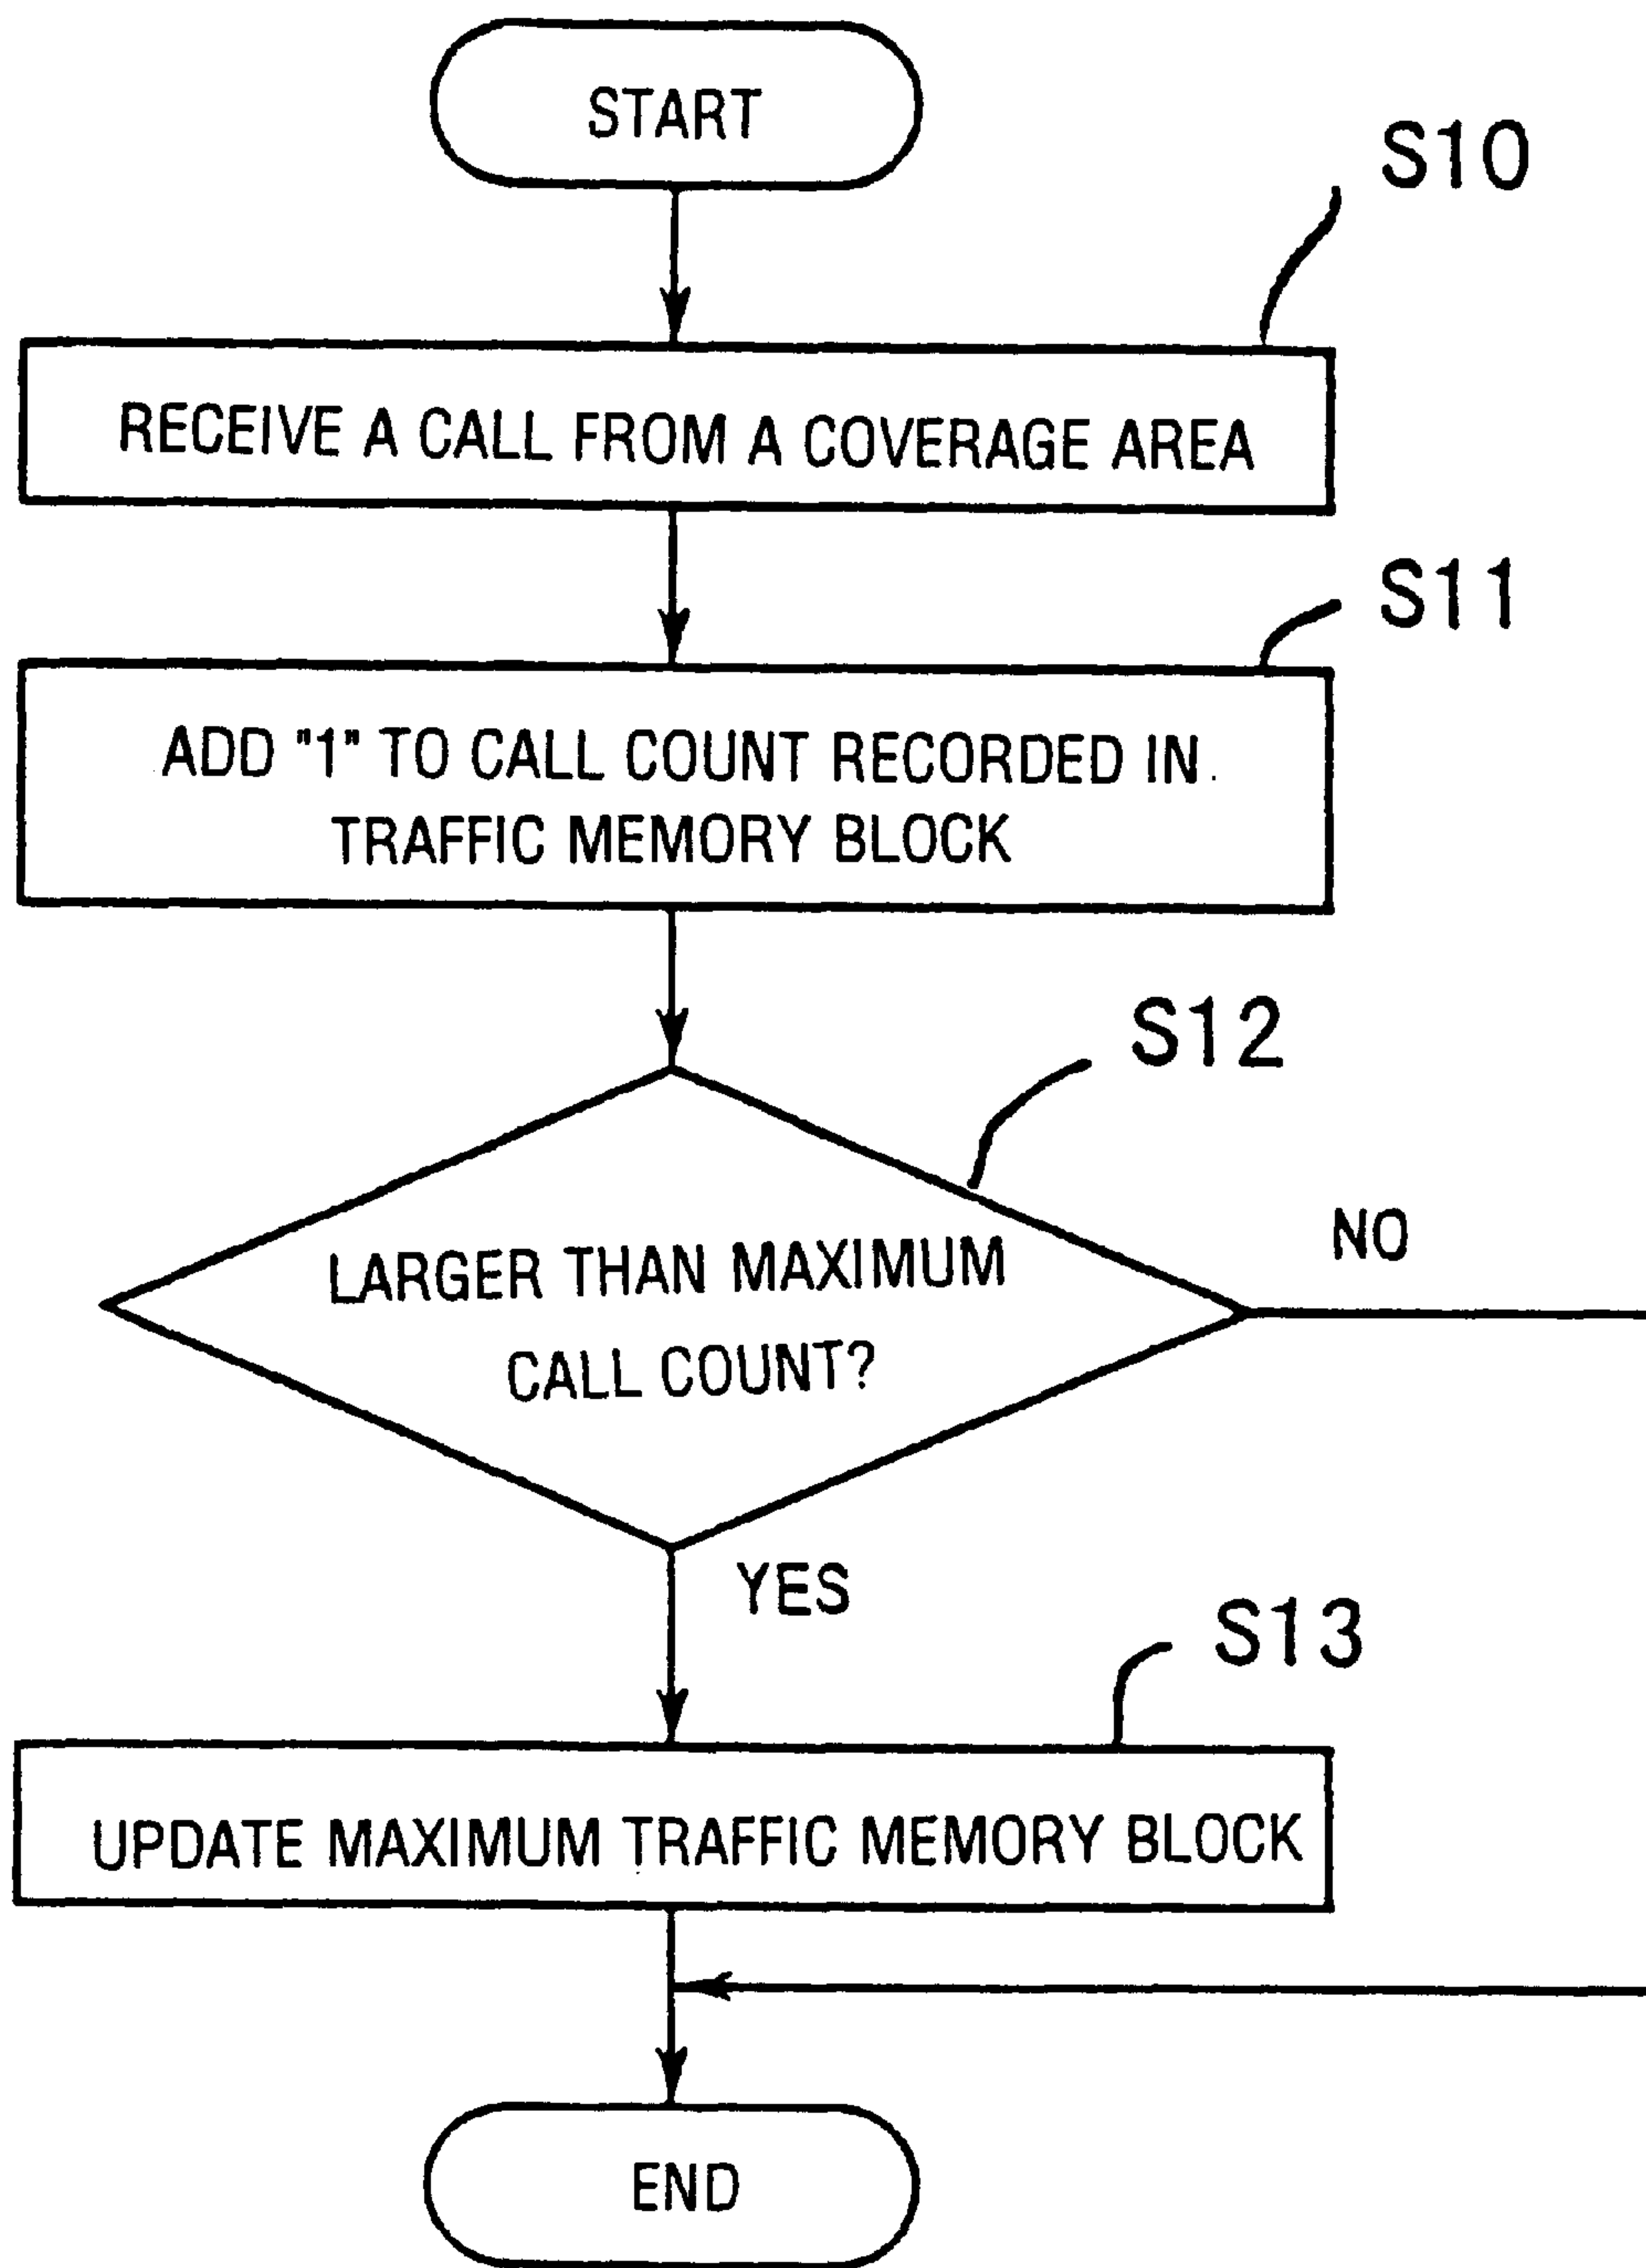 START
S10
RECEIVE A CALL FROM A COVERAGE AREA
S11
ADD "1" TO CALL COUNT RECORDED IN
TRAFFIC MEMORY BLOCK
S12
LARGER THAN MAXIMUM
CALL COUNT?
NO
YES
S13
UPDATE MAXIMUM TRAFFIC MEMORY BLOCK
END